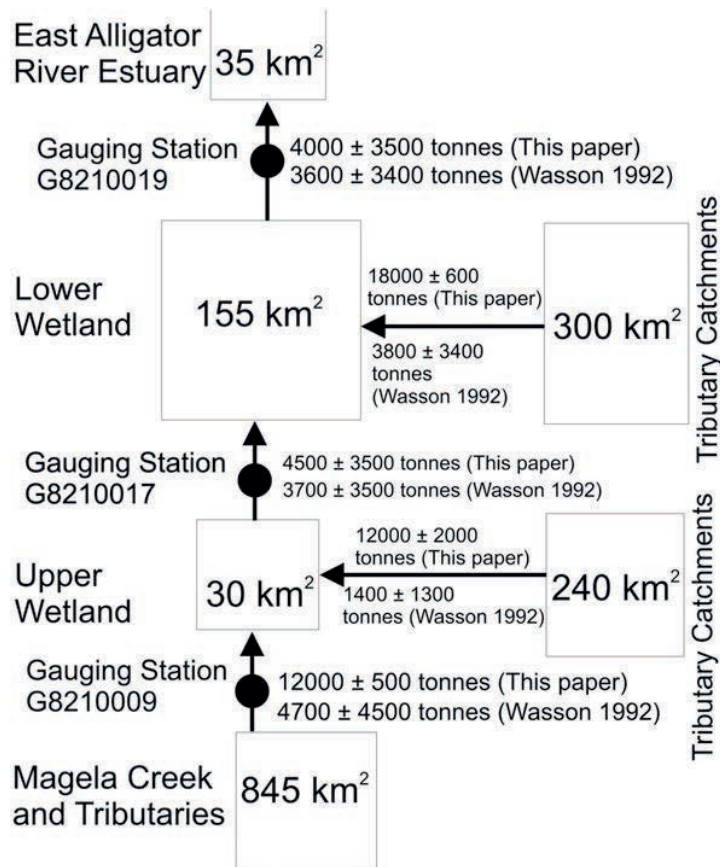 East Alligator
River Estuary
35 km²
Gauging Station
G8210019
4000 ± 3500 tonnes (This paper)
3600 ± 3400 tonnes (Wasson 1992)
Lower
Wetland
155 km²
18000 ± 600
tonnes (This paper)
3800 ± 3400
tonnes
(Wasson 1992)
300 km²
Tributary Catchments
Gauging Station
G8210017
4500 ± 3500 tonnes (This paper)
3700 ± 3500 tonnes (Wasson 1992)
Upper
Wetland
30 km²
12000 ± 2000
tonnes (This paper)
1400 ± 1300
tonnes (Wasson 1992)
240 km²
Tributary Catchments
Gauging Station
G8210009
12000 ± 500 tonnes (This paper)
4700 ± 4500 tonnes (Wasson 1992)
Magela Creek
and Tributaries
845 km²